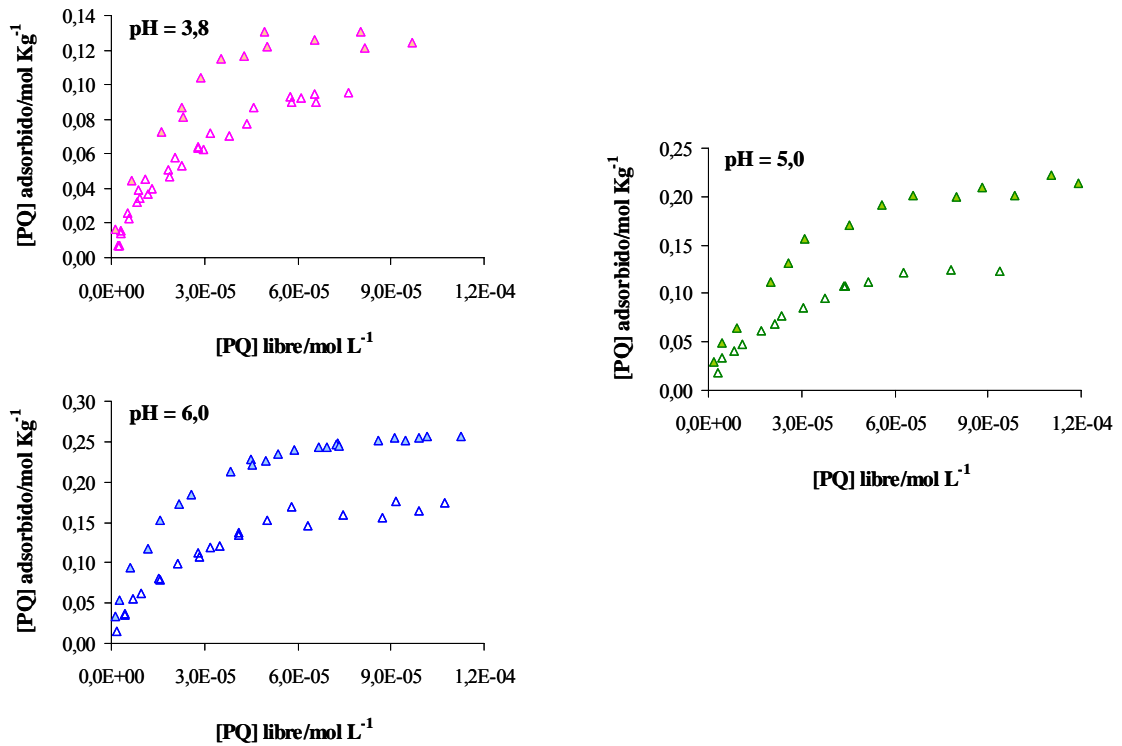 pH = 3,8
[PQ] adsorbido/mol Kg⁻¹
0,14
0,12
0,10
0,08
0,06
0,04
0,02
0,00
0,0E+00 3,0E-05 6,0E-05 9,0E-05 1,2E-04
[PQ] libre/mol L⁻¹
pH = 5,0
[PQ] adsorbido/mol Kg⁻¹
0,25
0,20
0,15
0,10
0,05
0,00
0,0E+00 3,0E-05 6,0E-05 9,0E-05 1,2E-04
[PQ] libre/mol L⁻¹
pH = 6,0
[PQ] adsorbido/mol Kg⁻¹
0,30
0,25
0,20
0,15
0,10
0,05
0,00
0,0E+00 3,0E-05 6,0E-05 9,0E-05 1,2E-04
[PQ] libre/mol L⁻¹